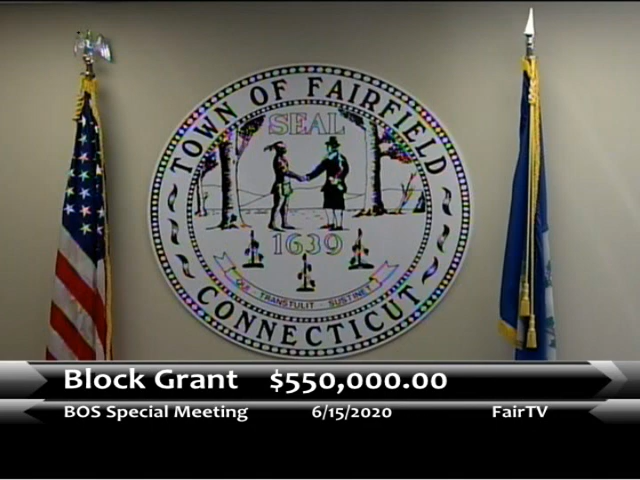 TOWN OF FAIRFIELD
SEAL
1639
QUI TRANSTULIT SUSTINET
CONNECTICUT
Block Grant $550,000.00
BOS Special Meeting 6/15/2020 FairTV